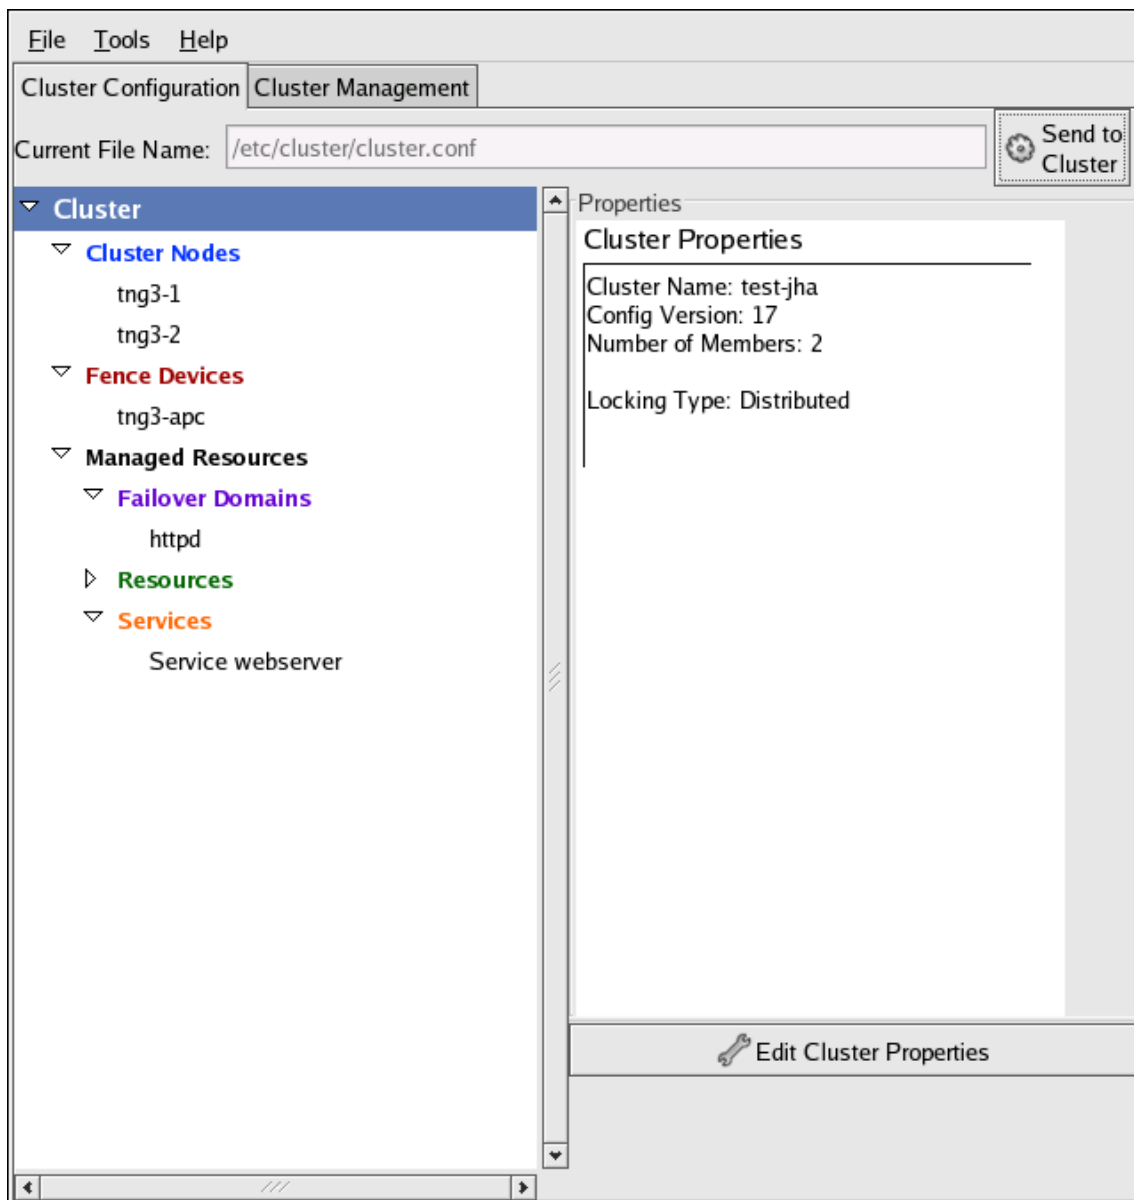 File Tools Help
Cluster Configuration Cluster Management
Current File Name: /etc/cluster/cluster.conf
Send to
Cluster
Cluster
Cluster Nodes
tng3-1
tng3-2
Fence Devices
tng3-apc
Managed Resources
Failover Domains
httpd
Resources
Services
Service webserver
Properties
Cluster Properties
Cluster Name: test-jha
Config Version: 17
Number of Members: 2
Locking Type: Distributed
Edit Cluster Properties